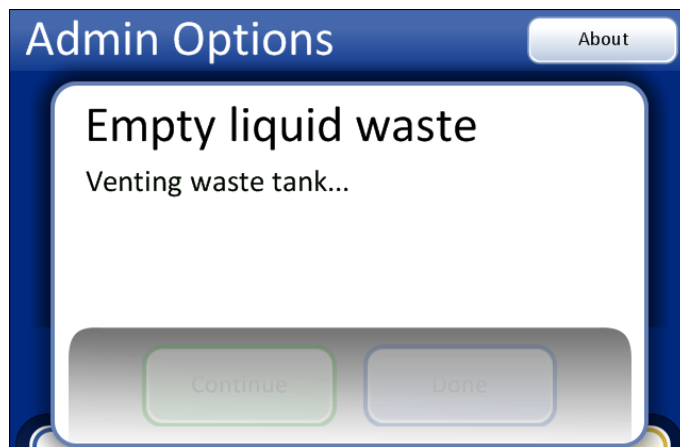 Admin Options
About
Empty liquid waste
Venting waste tank...
Continue
Done